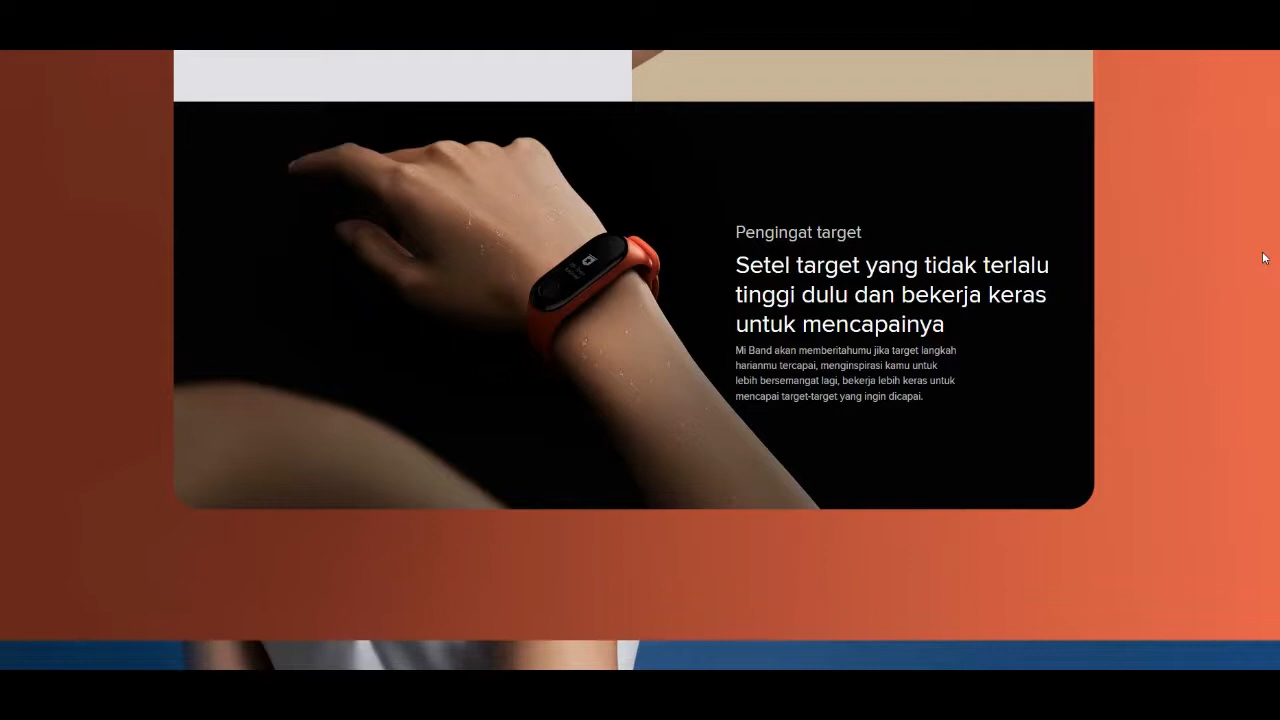 Pengingat target
Setel target yang tidak terlalu
tinggi dulu dan bekerja keras
untuk mencapainya
Mi Band akan memberitahumu jika target langkah
harianmu tercapai, menginspirasi kamu untuk
lebih bersemangat lagi, bekerja lebih keras untuk
mencapai target-target yang ingin dicapai.